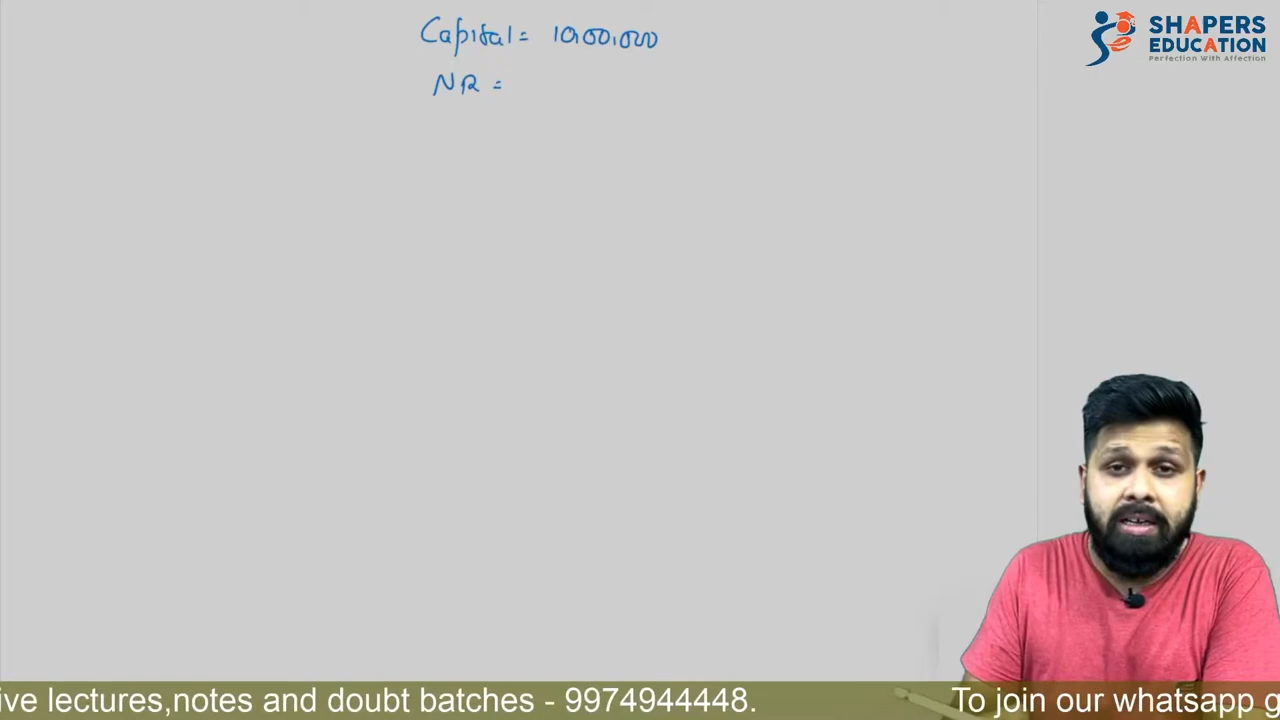 Capital = 10,00,000
NR =
SHAPERS
EDUCATION
Perfection With Affection
ive lectures,notes and doubt batches - 9974944448.
To join our whatsapp g